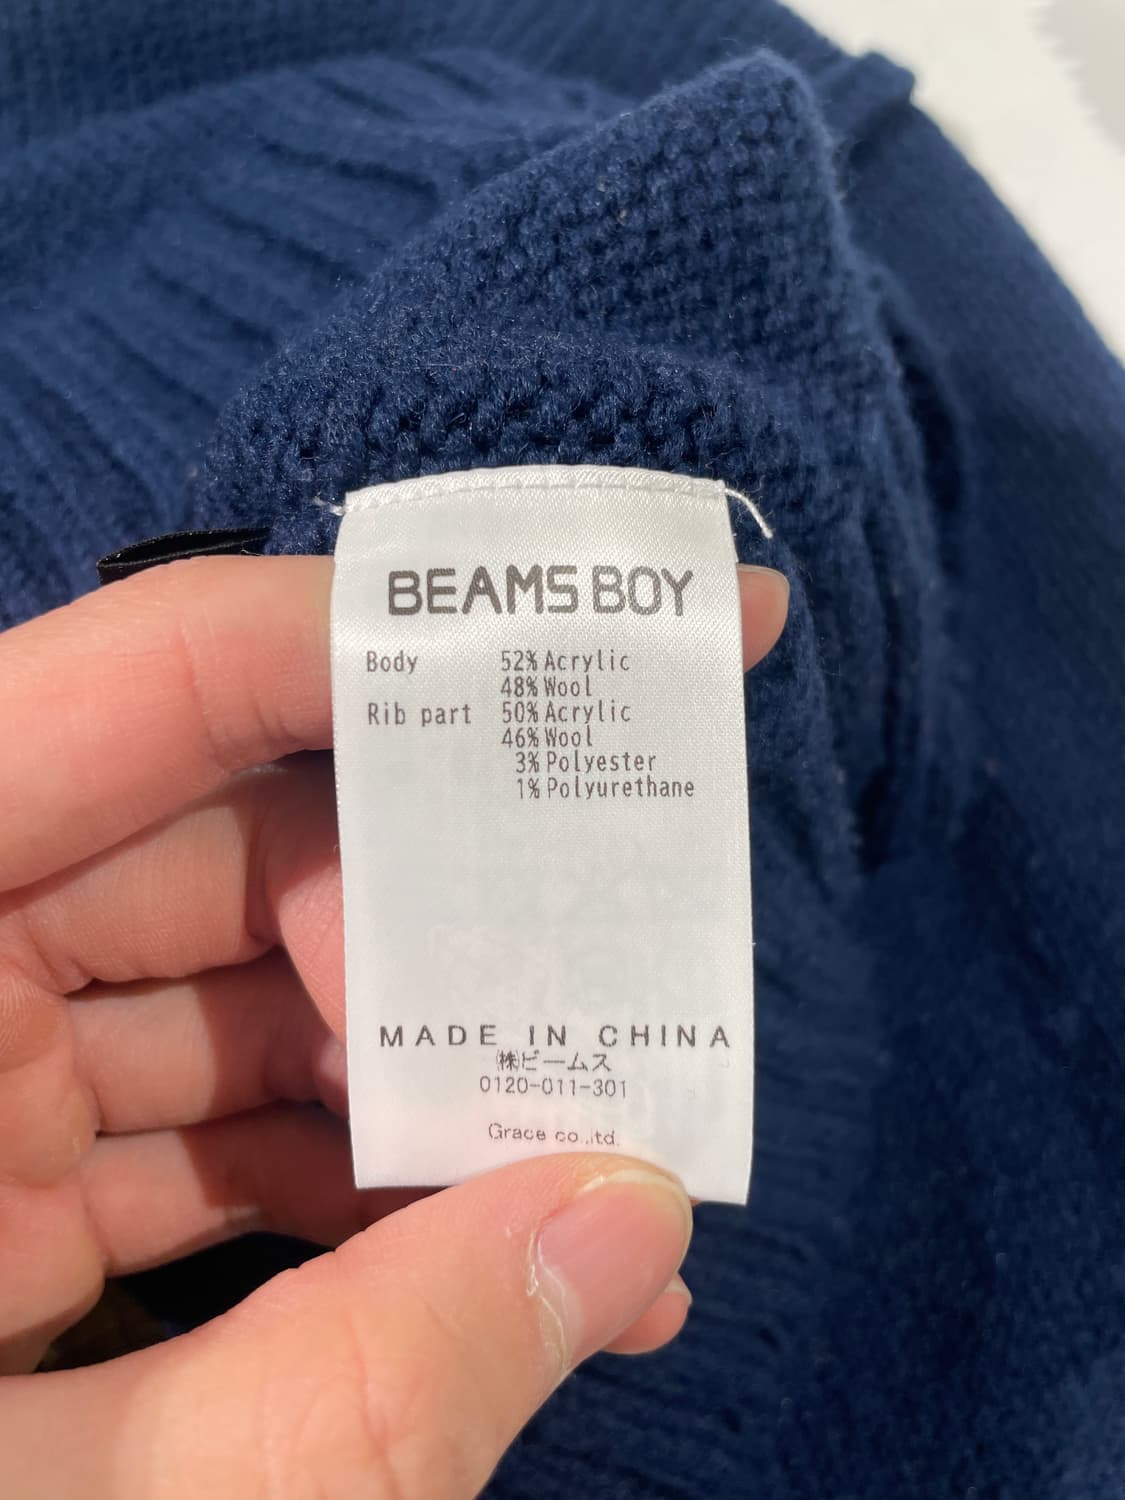 BEAMS BOY
Body 52% Acrylic
48% Wool
Rib part 50% Acrylic
46% Wool
3% Polyester
1% Polyurethane
MADE IN CHINA
㈱ビームス
0120-011-301
Grace co.,td.